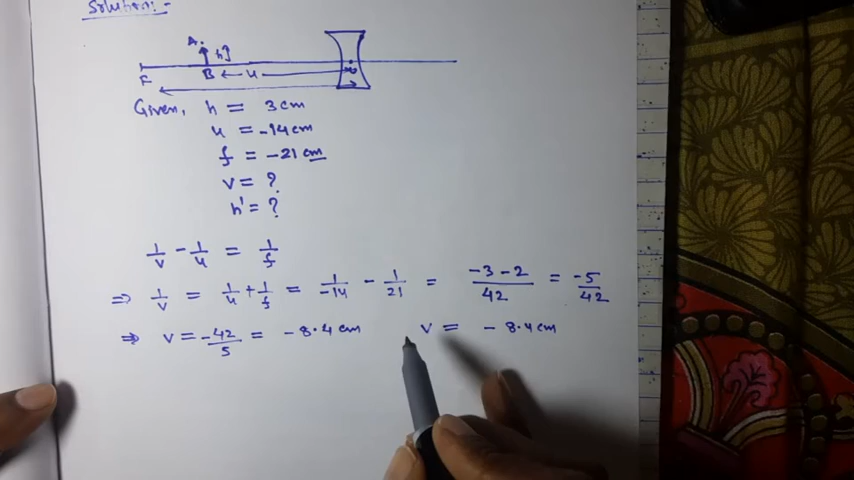 Solution:-
A h
F B ← u →
Given, h = 3 cm
u = -14 cm
f = -21 cm
v = ?
h' = ?
1/v - 1/u = 1/f
⇒ 1/v = 1/u + 1/f = 1/-14 - 1/21 = -3-2/42 = -5/42
⇒ v = -42/5 = -8.4 cm v = -8.4 cm